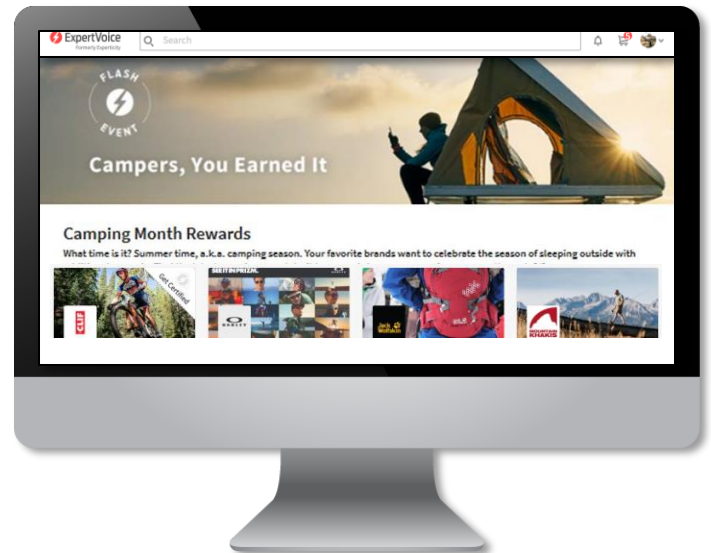 ExpertVoice
Formerly Experticity
Search
5
FLASH
EVENT
Campers, You Earned It
Camping Month Rewards
What time is it? Summer time, a.k.a. camping season. Your favorite brands want to celebrate the season of sleeping outside with
Get Certified
CLIF
SEE IT IN PRIZM.
OAKLEY
OAKLEY
Jack
Wolfskin
MOUNTAIN
KHAKIS